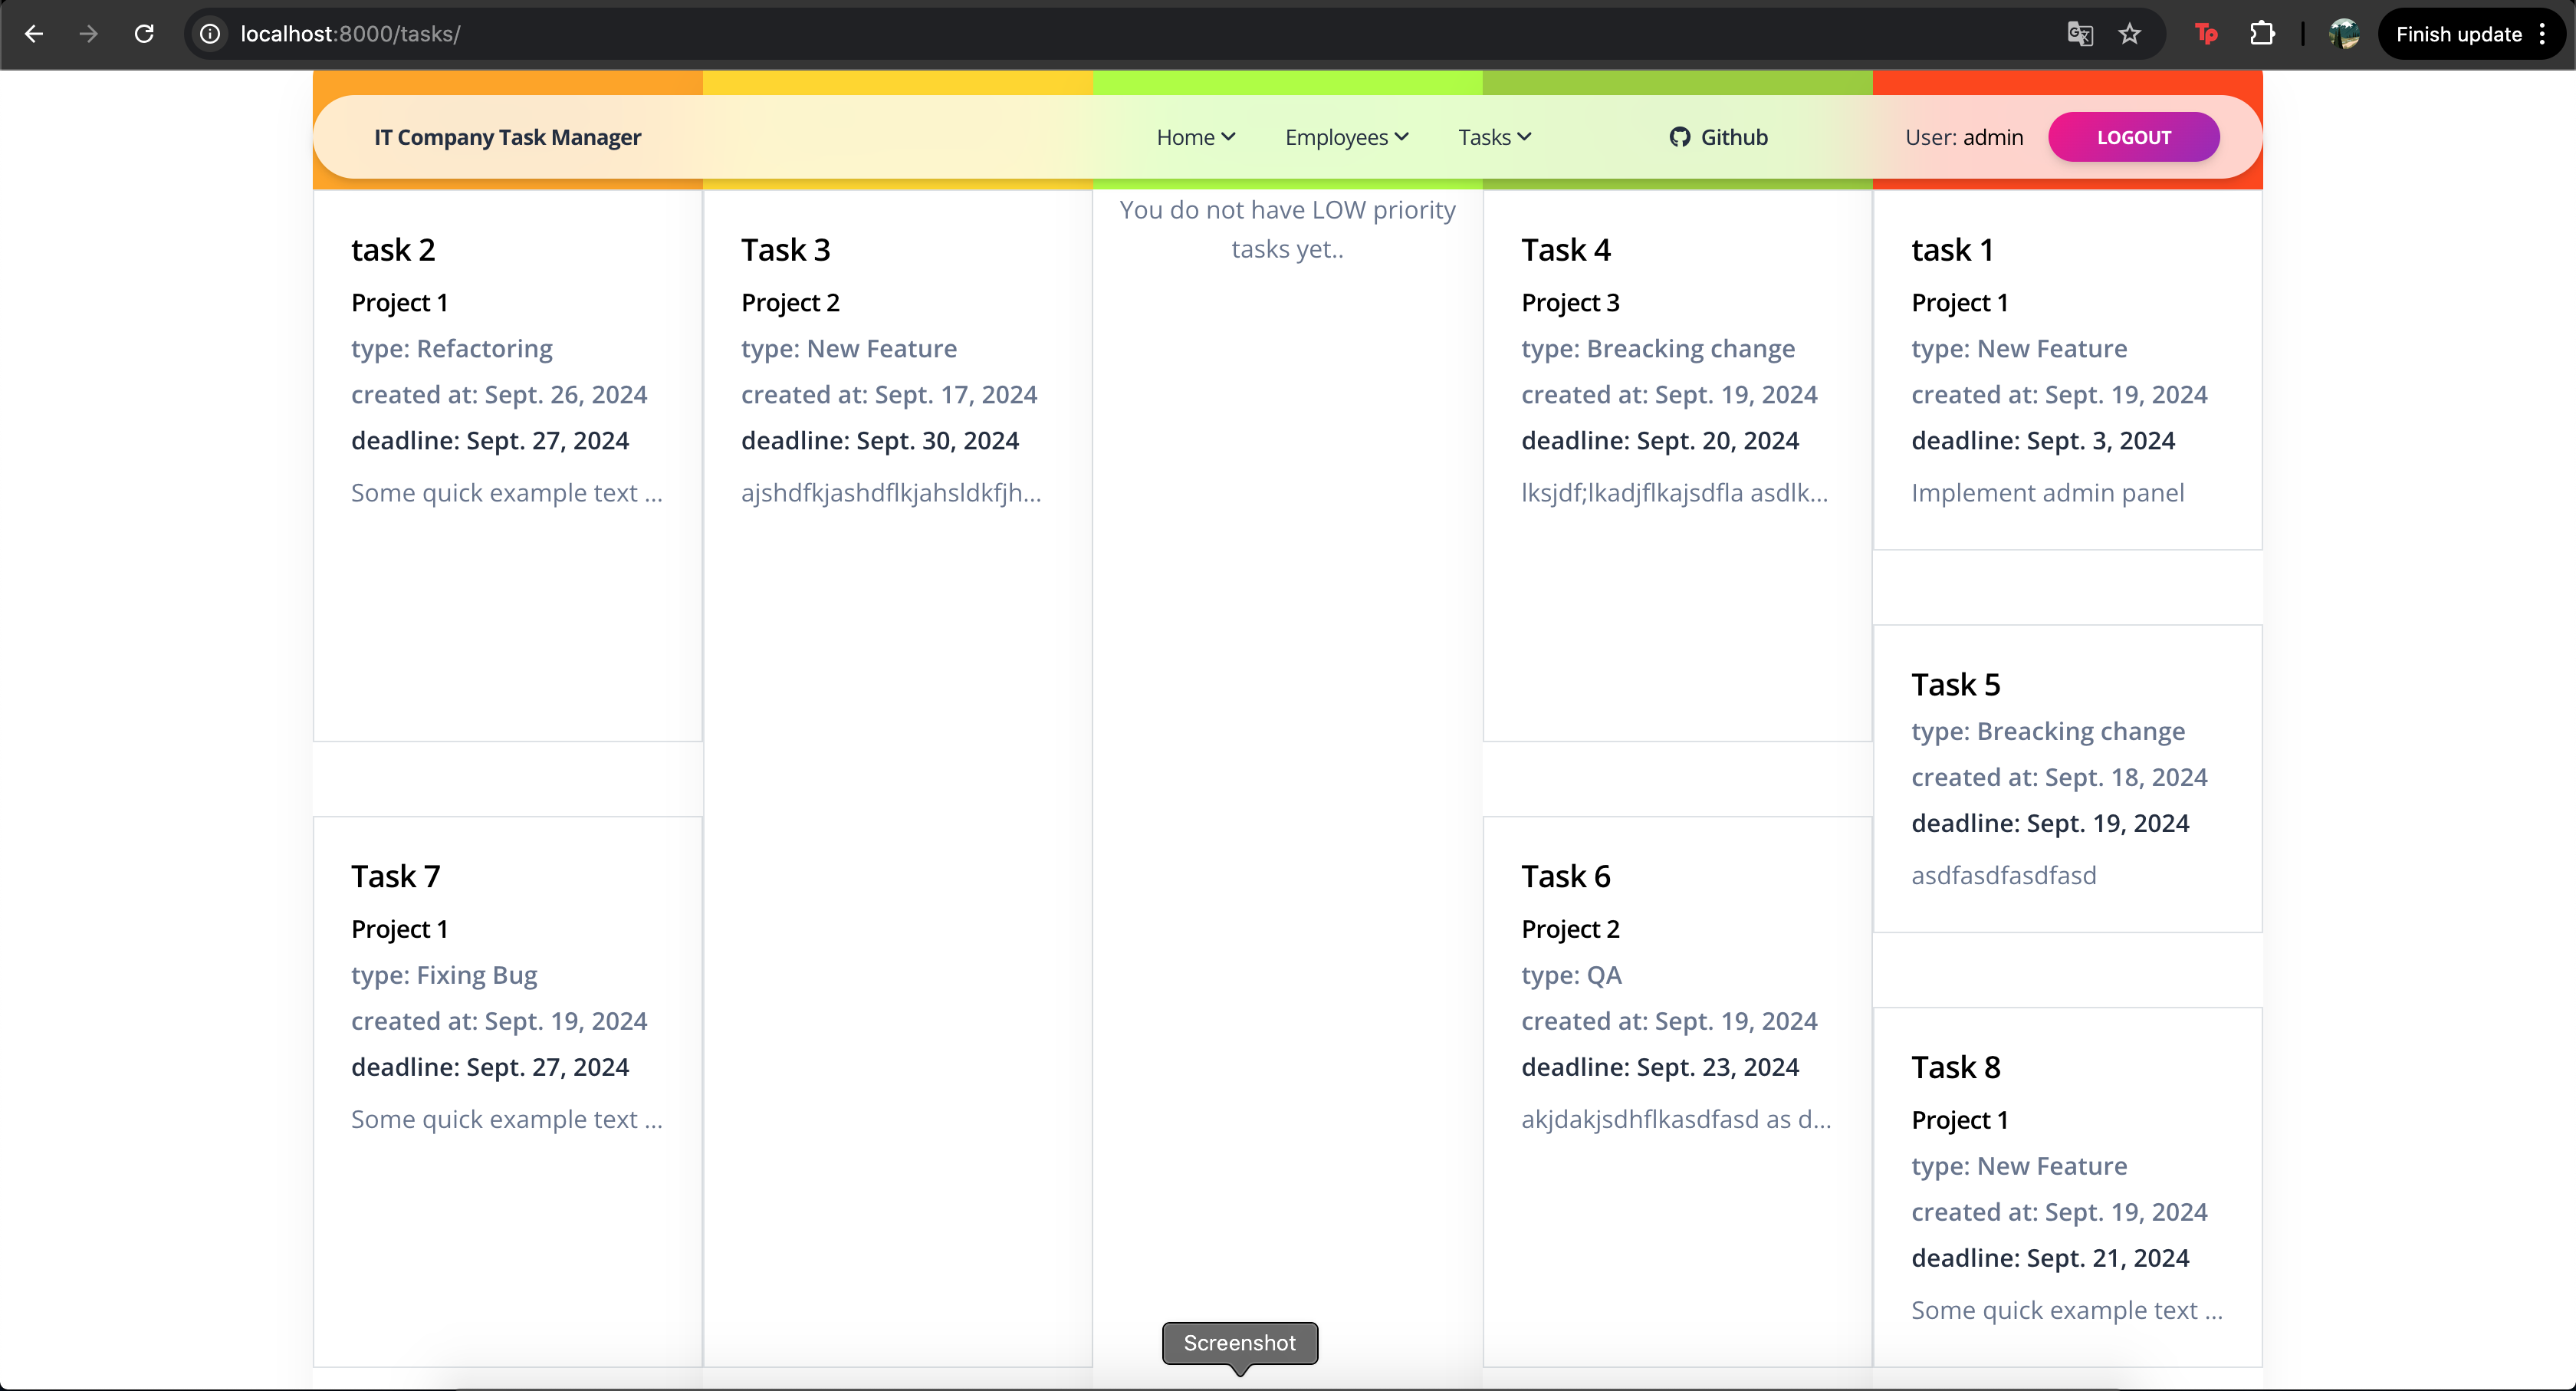 localhost:8000/tasks/
Finish update
IT Company Task Manager
Home
Employees
Tasks
Github
User: admin
LOGOUT
task 2
Project 1
type: Refactoring
created at: Sept. 26, 2024
deadline: Sept. 27, 2024
Some quick example text ...
Task 7
Project 1
type: Fixing Bug
created at: Sept. 19, 2024
deadline: Sept. 27, 2024
Some quick example text ...
Task 3
Project 2
type: New Feature
created at: Sept. 17, 2024
deadline: Sept. 30, 2024
ajshdfkjashdflkjahsldkfjh...
You do not have LOW priority
tasks yet..
Task 4
Project 3
type: Breacking change
created at: Sept. 19, 2024
deadline: Sept. 20, 2024
lksjdf;lkadjflkajsdfla asdlk...
Task 6
Project 2
type: QA
created at: Sept. 19, 2024
deadline: Sept. 23, 2024
akjdakjsdhflkasdfasd as d...
task 1
Project 1
type: New Feature
created at: Sept. 19, 2024
deadline: Sept. 3, 2024
Implement admin panel
Task 5
type: Breacking change
created at: Sept. 18, 2024
deadline: Sept. 19, 2024
asdfasdfasdfasd
Task 8
Project 1
type: New Feature
created at: Sept. 19, 2024
deadline: Sept. 21, 2024
Some quick example text ...
Screenshot